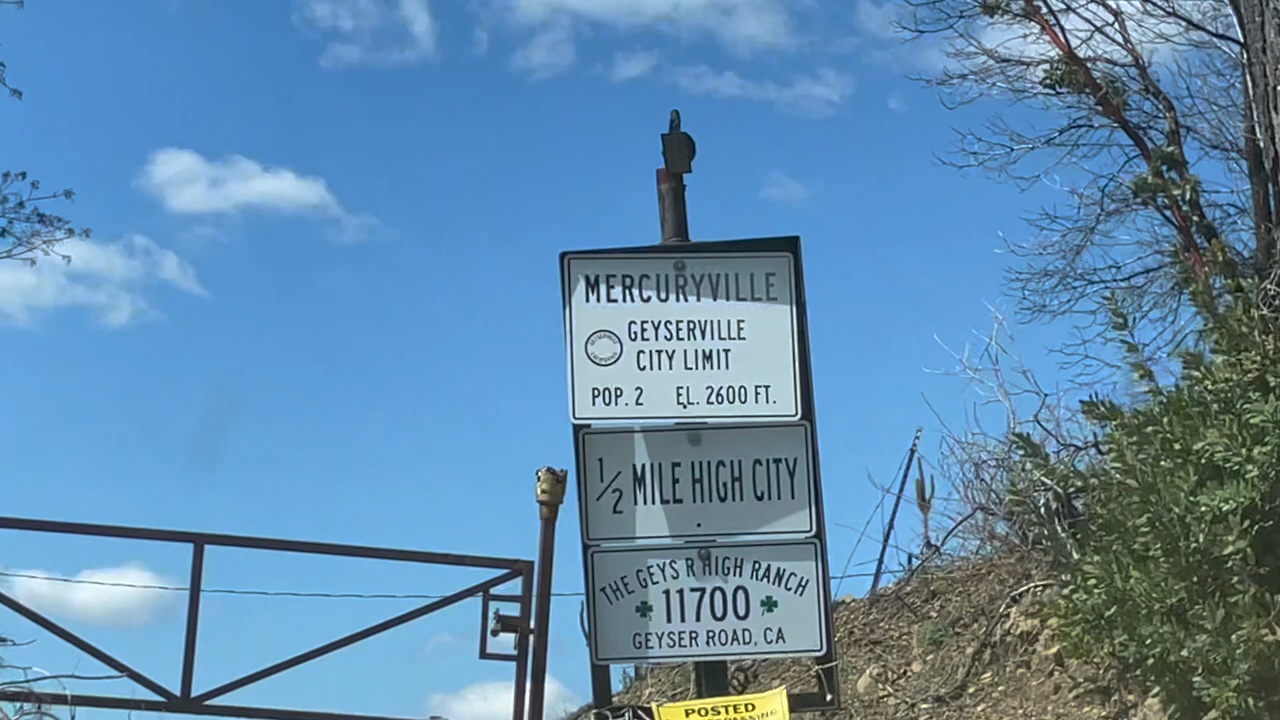 MERCURYVILLE
GEYSERVILLE
CITY LIMIT
POP. 2 EL. 2600 FT.
1/2 MILE HIGH CITY
THE GEYS R HIGH RANCH
11700
GEYSER ROAD, CA
POSTED